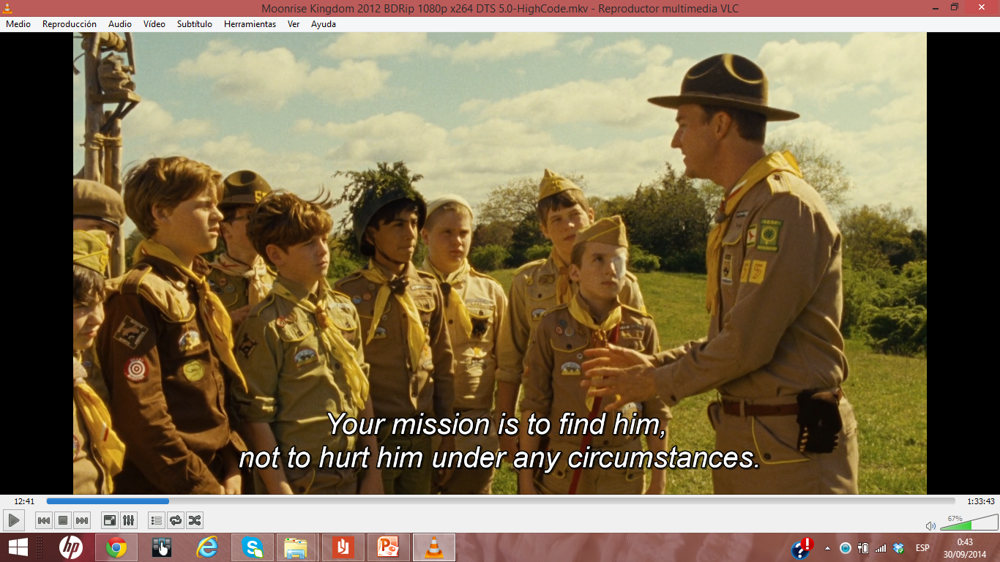 Moonrise Kingdom 2012 BDRip 1080p x264 DTS 5.0-HighCode.mkv - Reproductor multimedia VLC
Medio Reproducción Audio Vídeo Subtítulo Herramientas Ver Ayuda
Your mission is to find him,
not to hurt him under any circumstances.
12:41 1:33:43
67%
hp
ESP
0:43
30/09/2014